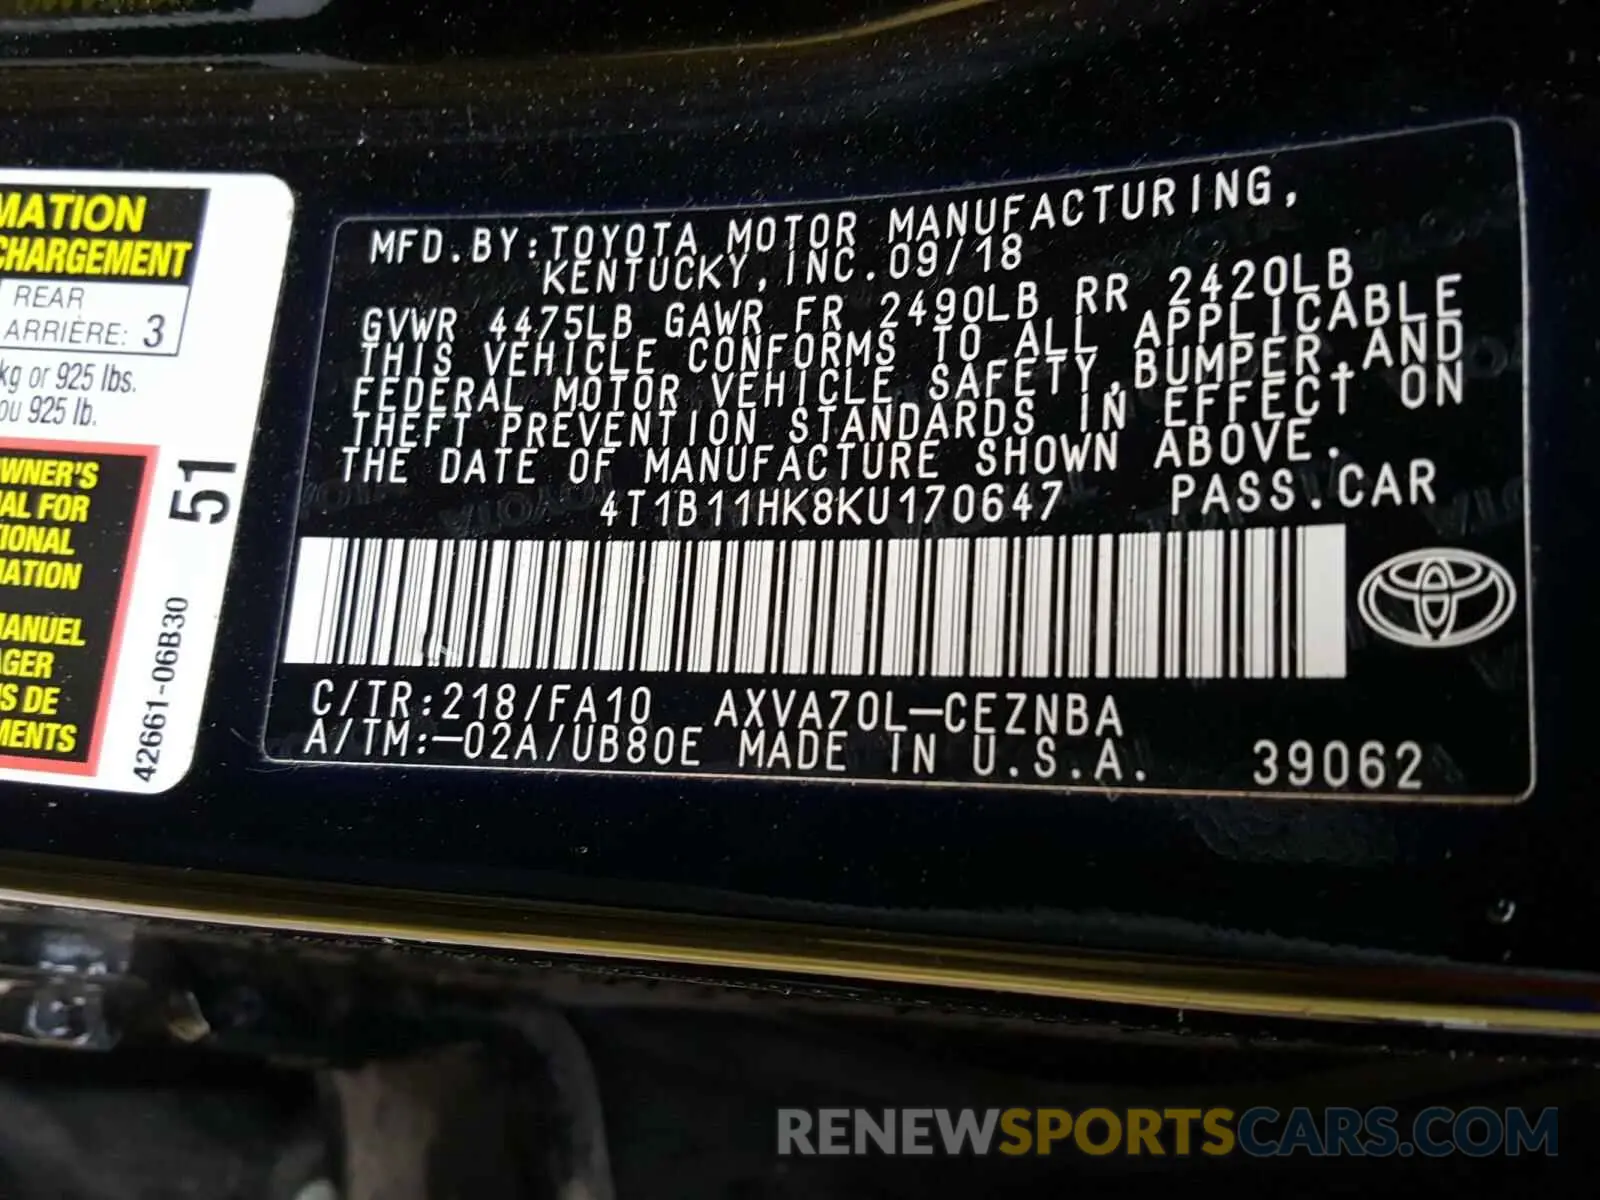 MATION
CHARGEMENT
REAR
ARRIÈRE: 3
kg or 925 lbs.
ou 925 lb.
OWNER'S
AL FOR
TIONAL
MATION
MANUEL
AGER
S DE
MENTS
51
42661-06B30
MFD.BY:TOYOTA MOTOR MANUFACTURING,
KENTUCKY,INC.09/18
GVWR 4475LB GAWR FR 2490LB RR 2420LB
THIS VEHICLE CONFORMS TO ALL APPLICABLE
FEDERAL MOTOR VEHICLE SAFETY,BUMPER,AND
THEFT PREVENTION STANDARDS IN EFFECT ON
THE DATE OF MANUFACTURE SHOWN ABOVE.
4T1B11HK8KU170647 PASS.CAR
C/TR:218/FA10 AXVA70L-CEZNBA
A/TM:-02A/UB80E MADE IN U.S.A. 39062
RENEWSPORTSCARS.COM